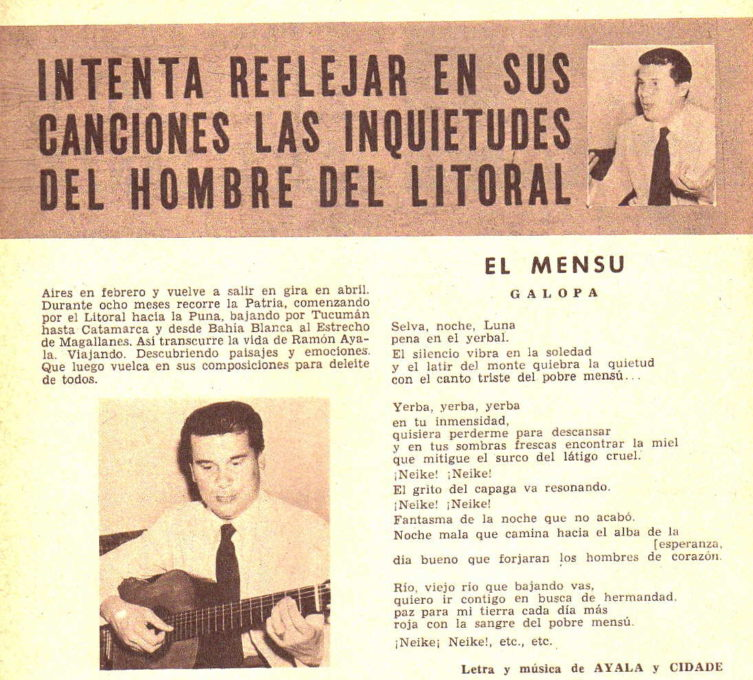 INTENTA REFLEJAR EN SUS
CANCIONES LAS INQUIETUDES
DEL HOMBRE DEL LITORAL
Aires en febrero y vuelve a salir en gira en abril.
Durante ocho meses recorre la Patria, comenzando
por el Litoral hacia la Puna, bajando por Tucumán
hasta Catamarca y desde Bahía Blanca al Estrecho
de Magallanes. Así transcurre la vida de Ramón Aya-
la. Viajando. Descubriendo paisajes y emociones.
Que luego vuelca en sus composiciones para deleite
de todos.
EL MENSU
GALOPA
Selva, noche, Luna
pena en el yerbal.
El silencio vibra en la soledad
y el latir del monte quiebra la quietud
con el canto triste del pobre mensú...
Yerba, yerba, yerba
en tu inmensidad,
quisiera perderme para descansar
y en tus sombras frescas encontrar la miel
que mitigue el surco del látigo cruel.
¡Neike! ¡Neike!
El grito del capaga va resonando.
¡Neike! ¡Neike!
Fantasma de la noche que no acabó.
Noche mala que camina hacia el alba de la
[esperanza,
día bueno que forjaran los hombres de corazón.
Río, viejo río que bajando vas,
quiero ir contigo en busca de hermandad.
paz para mi tierra cada día más
roja con la sangre del pobre mensú.
¡Neike¡ Neike!, etc., etc.
Letra y música de AYALA y CIDADE